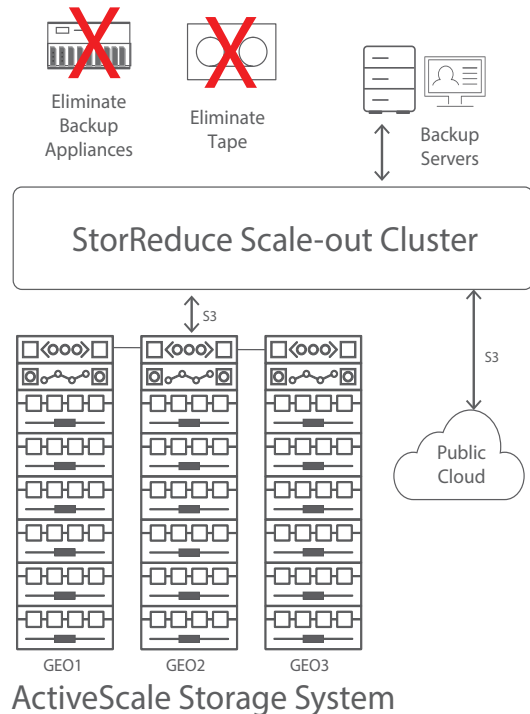 Eliminate
Backup
Appliances
Eliminate
Tape
Backup
Servers
StorReduce Scale-out Cluster
S3
S3
Public
Cloud
GEO1
GEO2
GEO3
ActiveScale Storage System